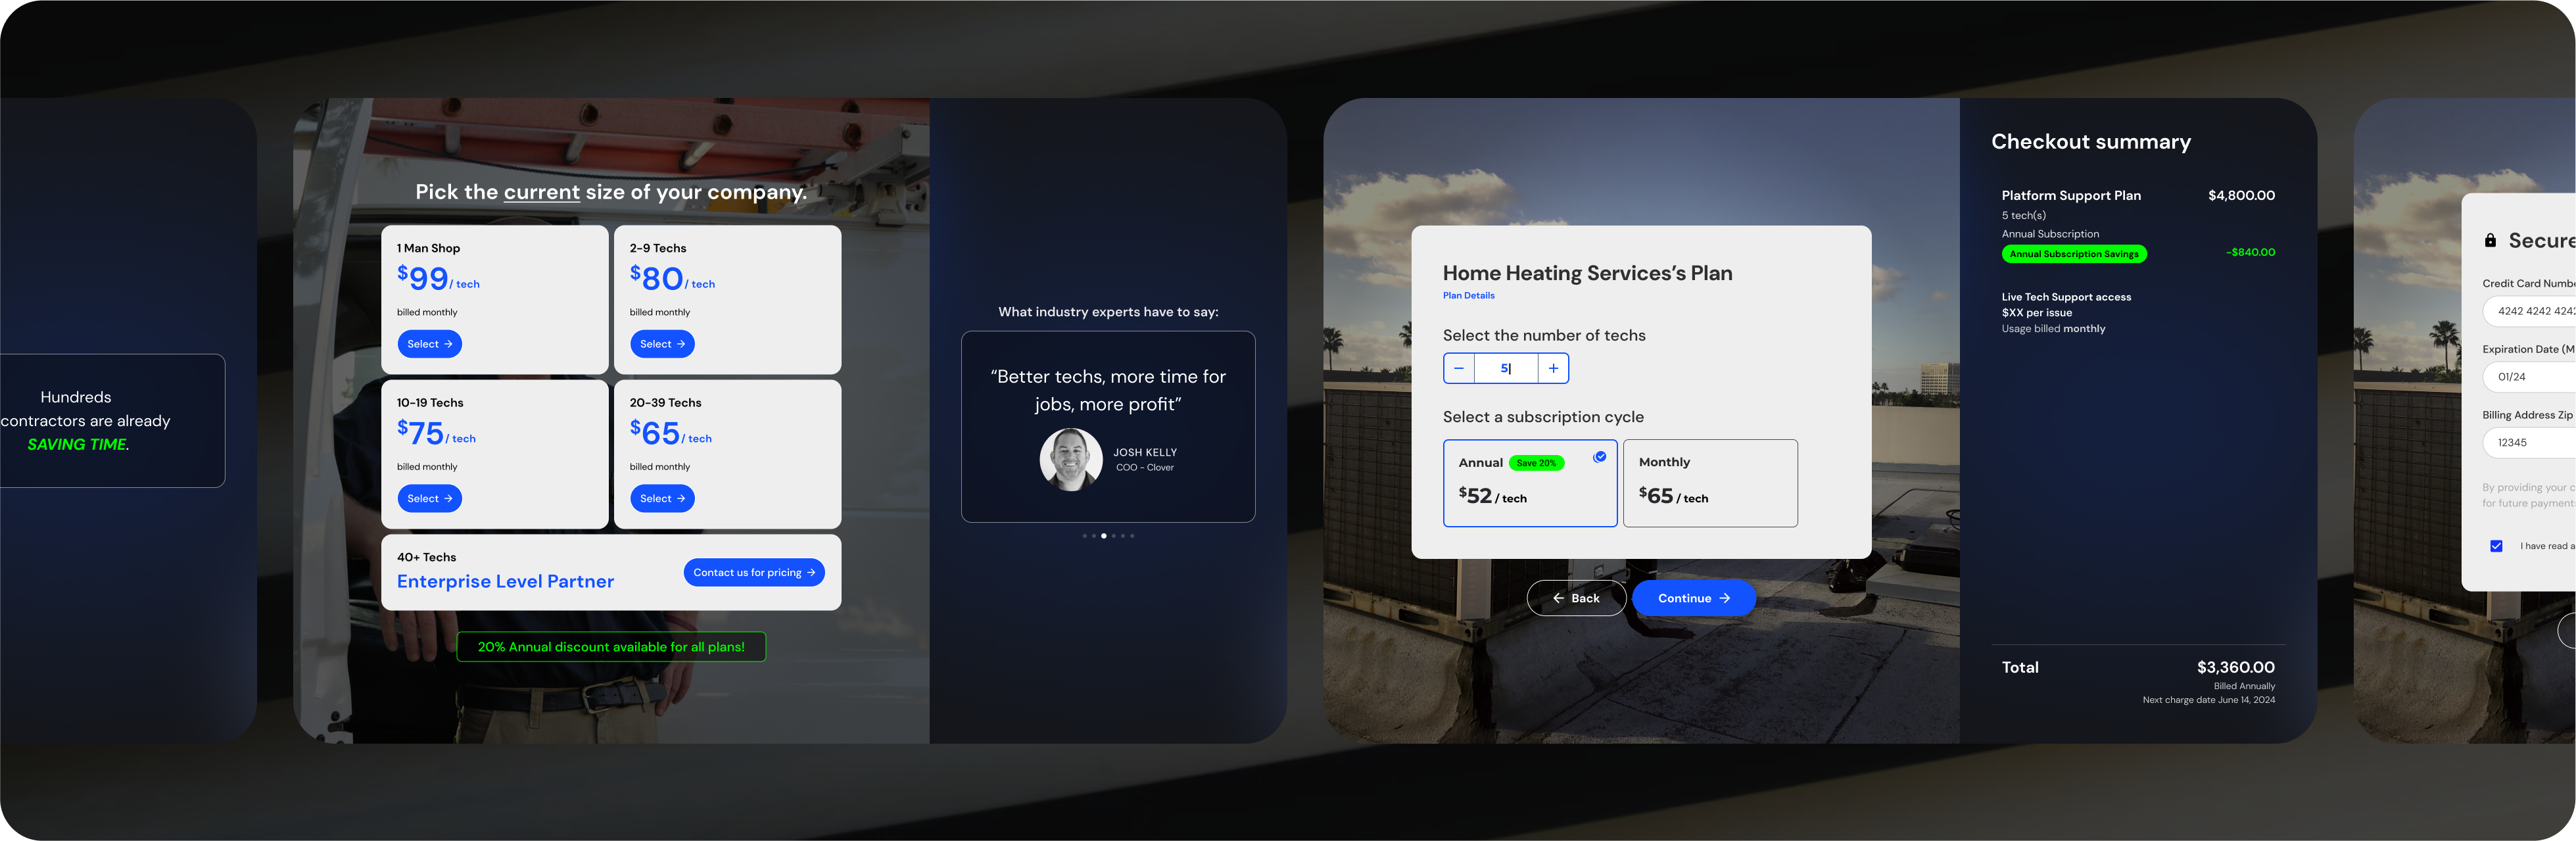 Hundreds
contractors are already
SAVING TIME.
Pick the current size of your company.
1 Man Shop
$99/ tech
billed monthly
Select →
2-9 Techs
$80/ tech
billed monthly
Select →
10-19 Techs
$75/ tech
billed monthly
Select →
20-39 Techs
$65/ tech
billed monthly
Select →
40+ Techs
Enterprise Level Partner
Contact us for pricing →
20% Annual discount available for all plans!
What industry experts have to say:
“Better techs, more time for
jobs, more profit”
JOSH KELLY
COO - Clover
Home Heating Services’s Plan
Plan Details
Select the number of techs
− 5 +
Select a subscription cycle
Annual Save 20%
$52 / tech
Monthly
$65 / tech
← Back
Continue →
Checkout summary
Platform Support Plan $4,800.00
5 tech(s)
Annual Subscription
Annual Subscription Savings -$840.00
Live Tech Support access
$XX per issue
Usage billed monthly
Total $3,360.00
Billed Annually
Next charge date June 14, 2024
Secure
Credit Card Numbe
4242 4242 4242
Expiration Date (M
01/24
Billing Address Zip
12345
By providing your c
for future payment
I have read a